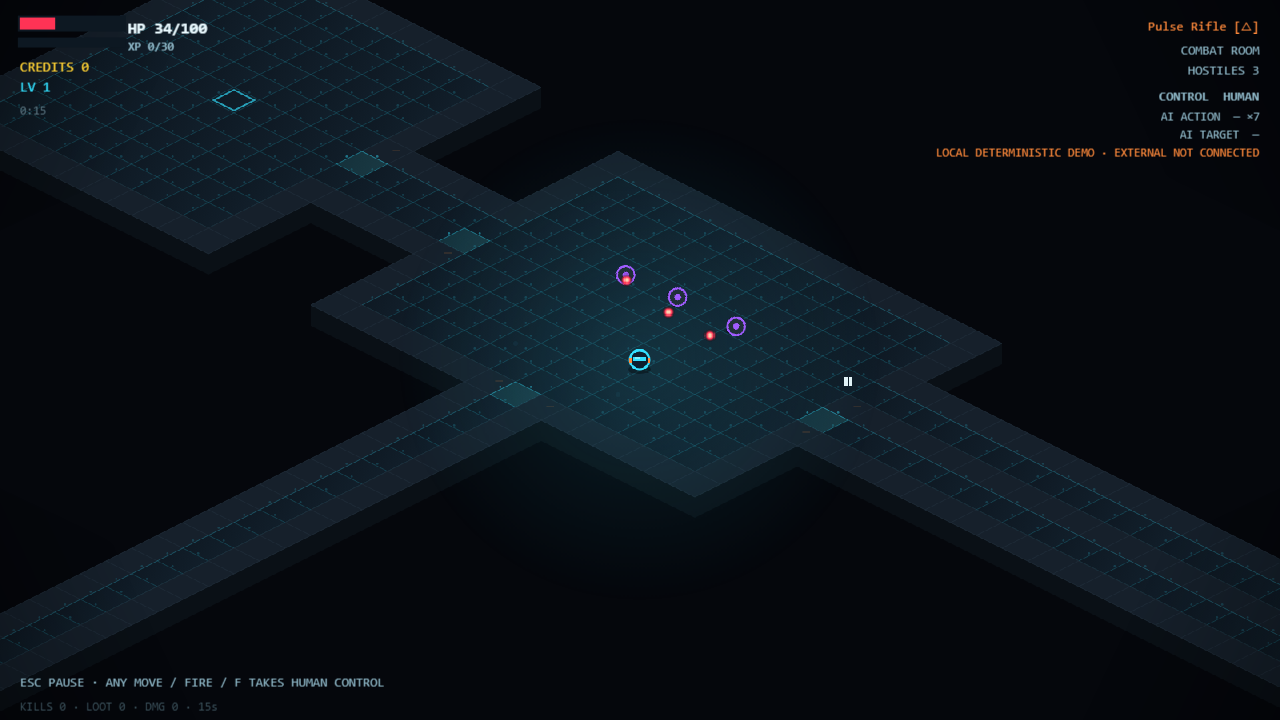 HP 34/100
XP 0/30
CREDITS 0
LV 1
0:15
Pulse Rifle [△]
COMBAT ROOM
HOSTILES 3
CONTROL HUMAN
AI ACTION — ×7
AI TARGET —
LOCAL DETERMINISTIC DEMO · EXTERNAL NOT CONNECTED
ESC PAUSE · ANY MOVE / FIRE / F TAKES HUMAN CONTROL
KILLS 0 · LOOT 0 · DMG 0 · 15s